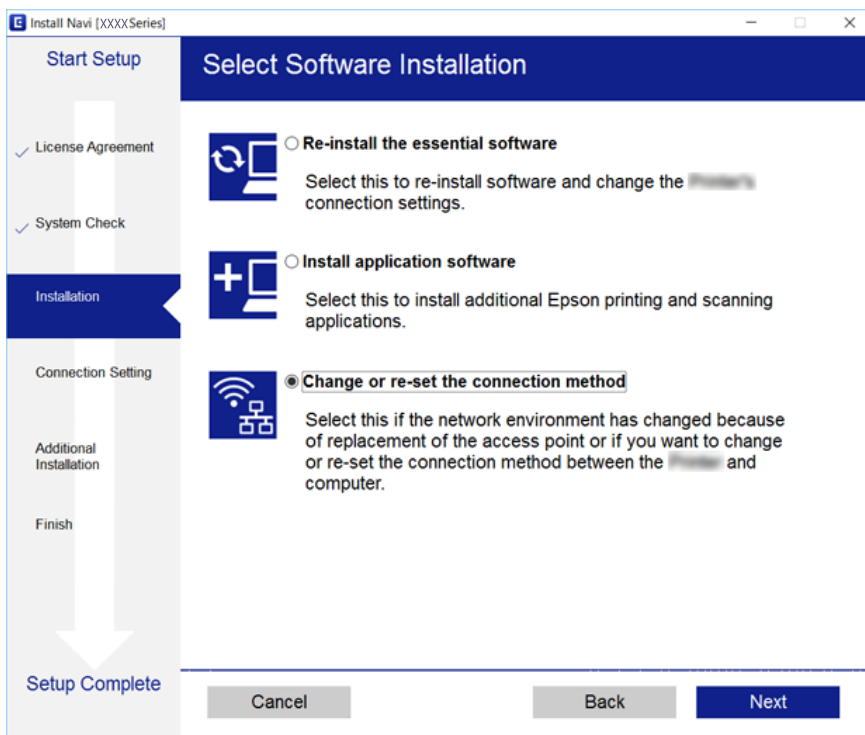 Install Navi [XXXX Series]
Start Setup
License Agreement
System Check
Installation
Connection Setting
Additional
Installation
Finish
Setup Complete
Select Software Installation
Re-install the essential software
Select this to re-install software and change the
connection settings.
Install application software
Select this to install additional Epson printing and scanning
applications.
Change or re-set the connection method
Select this if the network environment has changed because
of replacement of the access point or if you want to change
or re-set the connection method between the and
computer.
Cancel
Back
Next